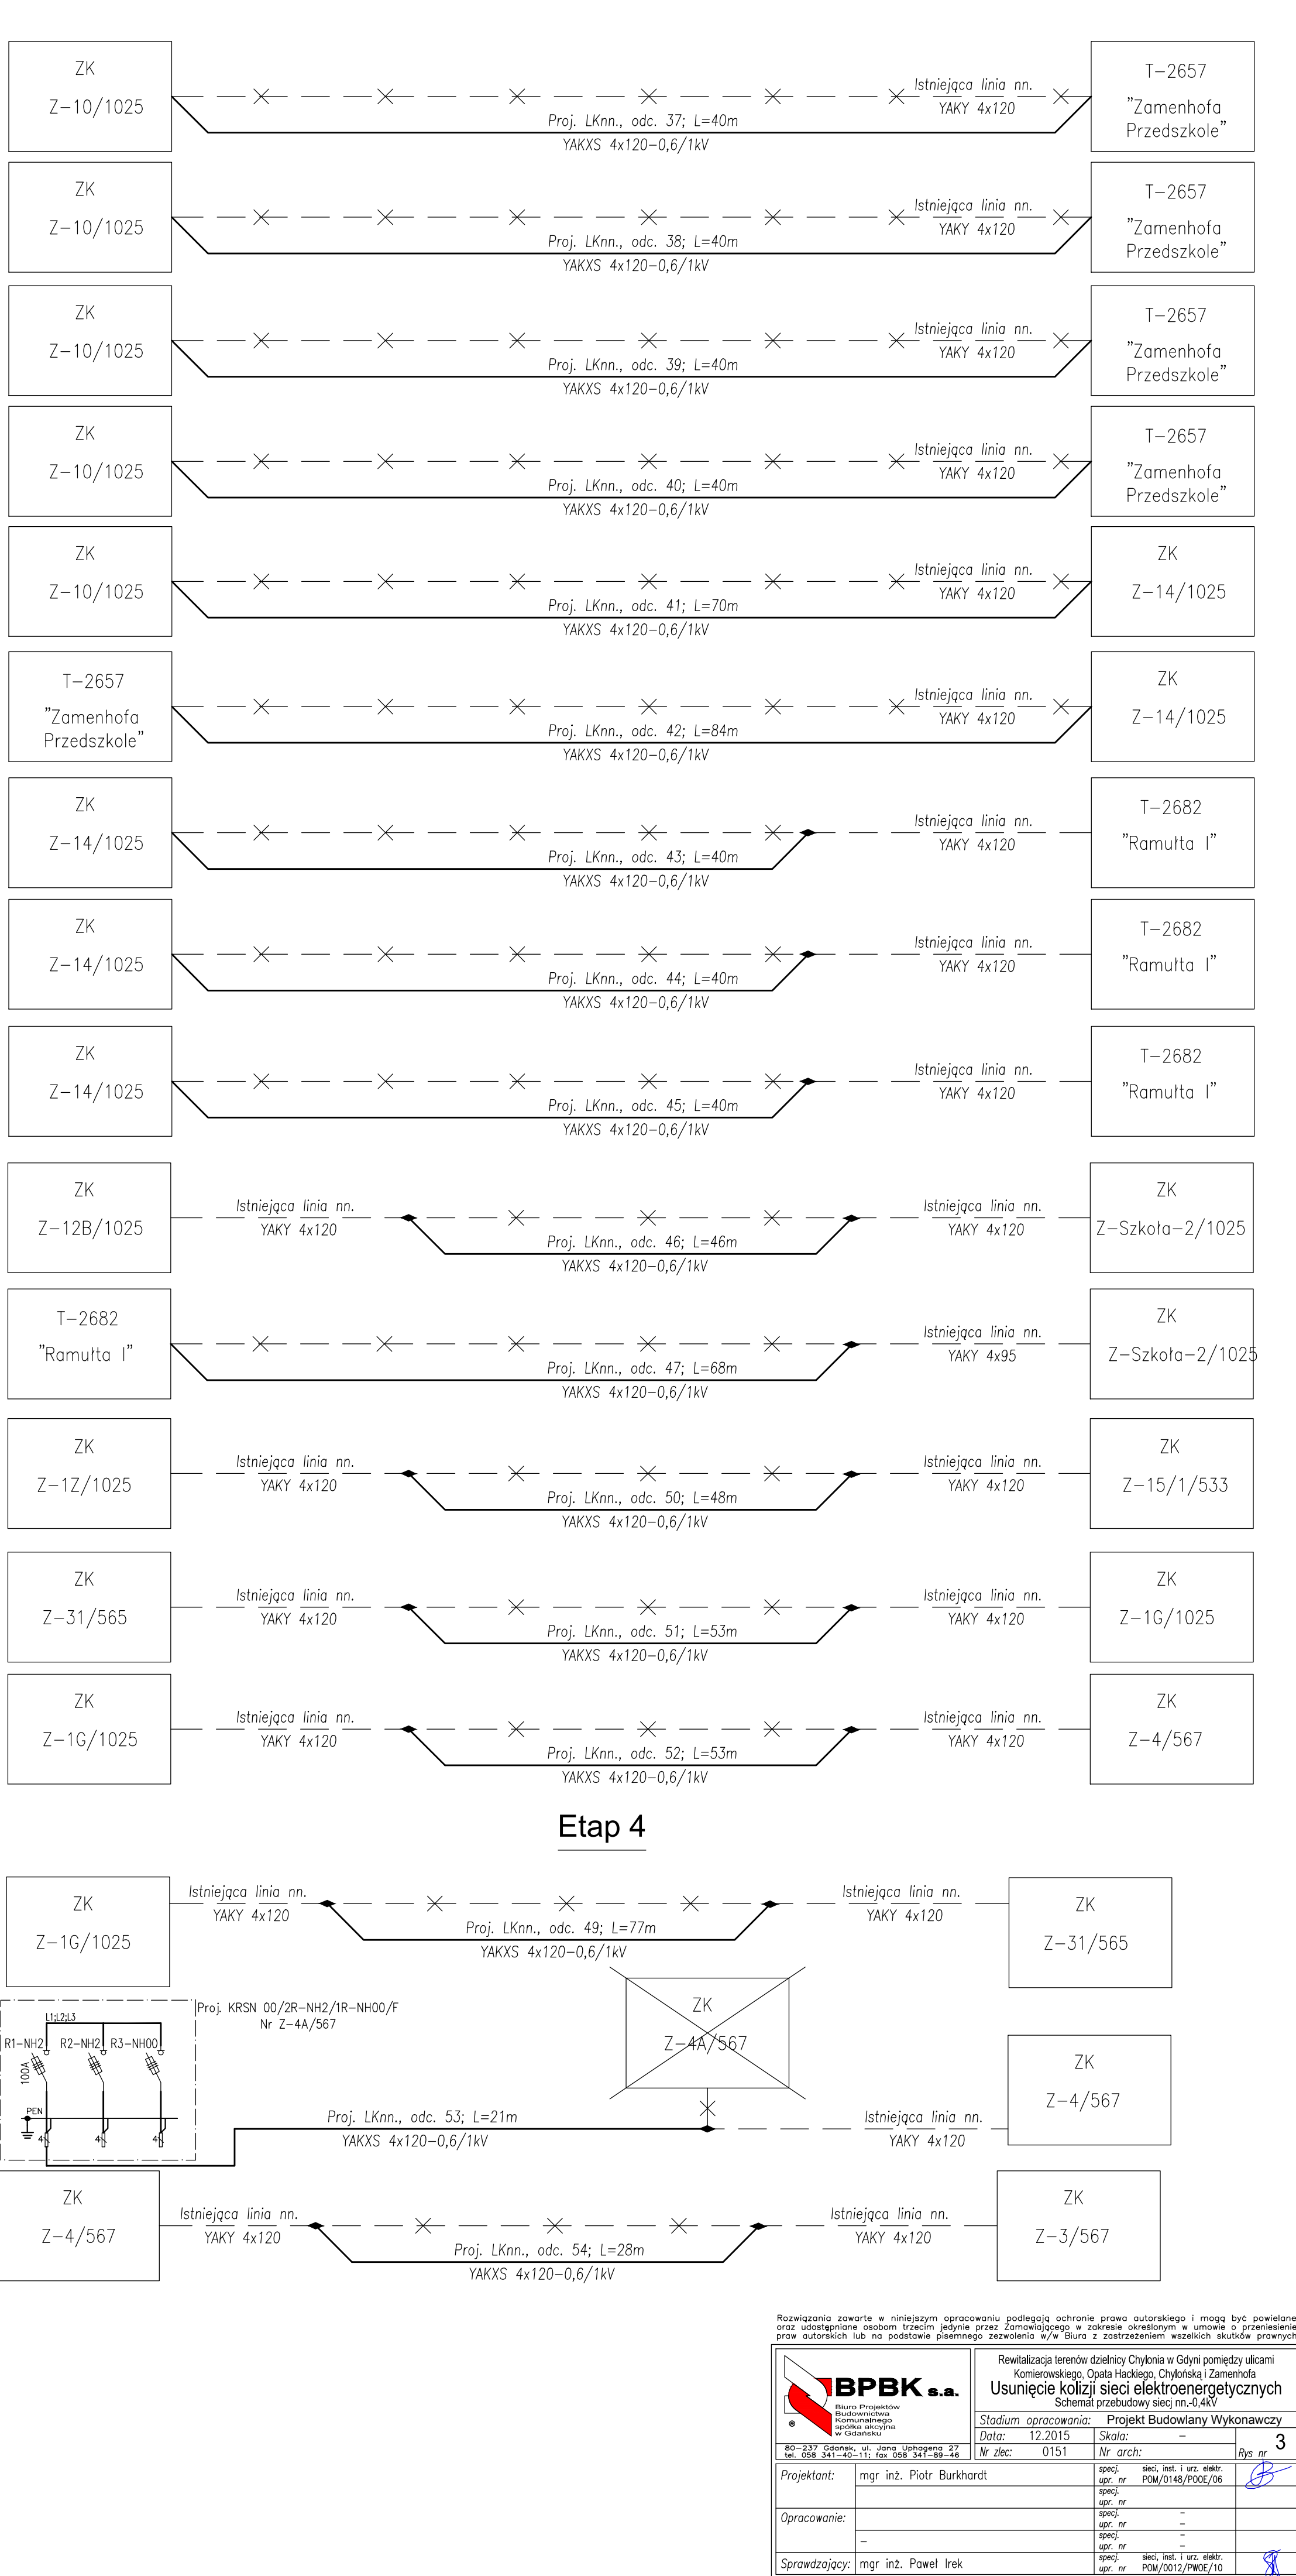 ZK
Z-10/1025
Istniejąca linia nn.
YAKY 4x120
Proj. LKnn., odc. 37; L=40m
YAKXS 4x120-0,6/1kV
T-2657
"Zamenhofa
Przedszkole"
ZK
Z-10/1025
Istniejąca linia nn.
YAKY 4x120
Proj. LKnn., odc. 38; L=40m
YAKXS 4x120-0,6/1kV
T-2657
"Zamenhofa
Przedszkole"
ZK
Z-10/1025
Istniejąca linia nn.
YAKY 4x120
Proj. LKnn., odc. 39; L=40m
YAKXS 4x120-0,6/1kV
T-2657
"Zamenhofa
Przedszkole"
ZK
Z-10/1025
Istniejąca linia nn.
YAKY 4x120
Proj. LKnn., odc. 40; L=40m
YAKXS 4x120-0,6/1kV
T-2657
"Zamenhofa
Przedszkole"
ZK
Z-10/1025
Istniejąca linia nn.
YAKY 4x120
Proj. LKnn., odc. 41; L=70m
YAKXS 4x120-0,6/1kV
ZK
Z-14/1025
T-2657
"Zamenhofa
Przedszkole"
Istniejąca linia nn.
YAKY 4x120
Proj. LKnn., odc. 42; L=84m
YAKXS 4x120-0,6/1kV
ZK
Z-14/1025
ZK
Z-14/1025
Istniejąca linia nn.
YAKY 4x120
Proj. LKnn., odc. 43; L=40m
YAKXS 4x120-0,6/1kV
T-2682
"Ramułta I"
ZK
Z-14/1025
Istniejąca linia nn.
YAKY 4x120
Proj. LKnn., odc. 44; L=40m
YAKXS 4x120-0,6/1kV
T-2682
"Ramułta I"
ZK
Z-14/1025
Istniejąca linia nn.
YAKY 4x120
Proj. LKnn., odc. 45; L=40m
YAKXS 4x120-0,6/1kV
T-2682
"Ramułta I"
ZK
Z-12B/1025
Istniejąca linia nn.
YAKY 4x120
Proj. LKnn., odc. 46; L=46m
YAKXS 4x120-0,6/1kV
Istniejąca linia nn.
YAKY 4x120
ZK
Z-Szkoła-2/1025
T-2682
"Ramułta I"
Proj. LKnn., odc. 47; L=68m
YAKXS 4x120-0,6/1kV
Istniejąca linia nn.
YAKY 4x95
ZK
Z-Szkoła-2/1025
ZK
Z-1Z/1025
Istniejąca linia nn.
YAKY 4x120
Proj. LKnn., odc. 50; L=48m
YAKXS 4x120-0,6/1kV
Istniejąca linia nn.
YAKY 4x120
ZK
Z-15/1/533
ZK
Z-31/565
Istniejąca linia nn.
YAKY 4x120
Proj. LKnn., odc. 51; L=53m
YAKXS 4x120-0,6/1kV
Istniejąca linia nn.
YAKY 4x120
ZK
Z-1G/1025
ZK
Z-1G/1025
Istniejąca linia nn.
YAKY 4x120
Proj. LKnn., odc. 52; L=53m
YAKXS 4x120-0,6/1kV
Istniejąca linia nn.
YAKY 4x120
ZK
Z-4/567
Etap 4
ZK
Z-1G/1025
Istniejąca linia nn.
YAKY 4x120
Proj. LKnn., odc. 49; L=77m
YAKXS 4x120-0,6/1kV
Istniejąca linia nn.
YAKY 4x120
ZK
Z-31/565
Proj. KRSN 00/2R-NH2/1R-NH00/F
Nr Z-4A/567
L1;L2;L3
R1-NH2 R2-NH2 R3-NH00
100A
PEN
4 4 4
ZK
Z-4A/567
Proj. LKnn., odc. 53; L=21m
YAKXS 4x120-0,6/1kV
Istniejąca linia nn.
YAKY 4x120
ZK
Z-4/567
ZK
Z-4/567
Istniejąca linia nn.
YAKY 4x120
Proj. LKnn., odc. 54; L=28m
YAKXS 4x120-0,6/1kV
Istniejąca linia nn.
YAKY 4x120
ZK
Z-3/567
Rozwiązania zawarte w niniejszym opracowaniu podlegają ochronie prawa autorskiego i mogą być powielane
oraz udostępniane osobom trzecim jedynie przez Zamawiającego w zakresie określonym w umowie o przeniesienie
praw autorskich lub na podstawie pisemnego zezwolenia w/w Biura z zastrzeżeniem wszelkich skutków prawnych
BPBK s.a.
Biuro Projektów
Budownictwa
Komunalnego
spółka akcyjna
w Gdańsku
®
80-237 Gdańsk, ul. Jana Uphagena 27
tel. 058 341-40-11; fax 058 341-89-46
Rewitalizacja terenów dzielnicy Chylonia w Gdyni pomiędzy ulicami
Komierowskiego, Opata Hackiego, Chylońską i Zamenhofa
Usunięcie kolizji sieci elektroenergetycznych
Schemat przebudowy siecj nn.-0,4kV
Stadium opracowania: Projekt Budowlany Wykonawczy
Data: 12.2015 Skala: -
Nr zlec: 0151 Nr arch: Rys nr 3
Projektant: mgr inż. Piotr Burkhardt
specj. sieci, inst. i urz. elektr.
upr. nr POM/0148/POOE/06
specj.
upr. nr
Opracowanie:
specj. -
upr. nr -
-
specj. -
upr. nr -
Sprawdzający: mgr inż. Paweł Irek
specj. sieci, inst. i urz. elektr.
upr. nr POM/0012/PWOE/10